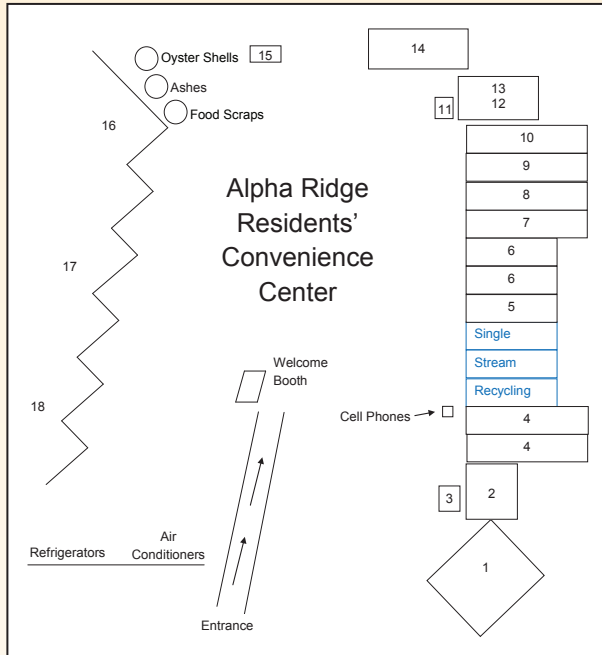 Oyster Shells
15
14
Ashes
13
12
11
Food Scraps
16
10
9
Alpha Ridge
Residents'
Convenience
Center
8
7
6
17
6
5
Single
Stream
Recycling
Welcome
Booth
18
Cell Phones
4
4
3
2
Air
Conditioners
Refrigerators
1
Entrance